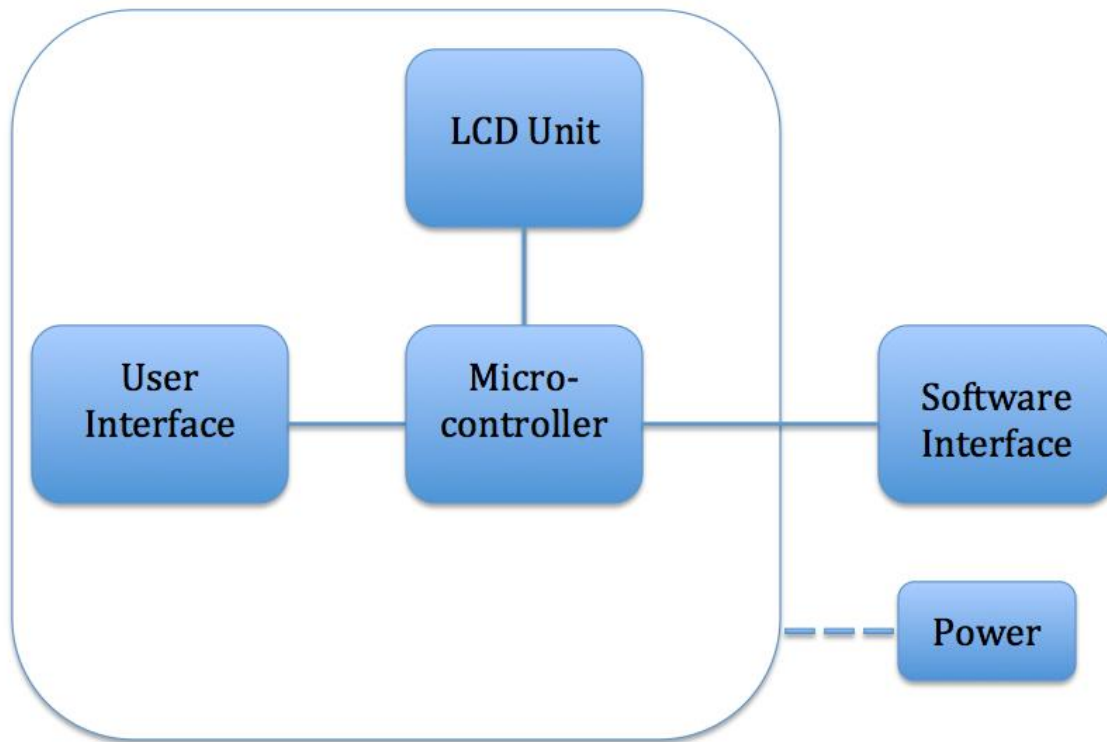 LCD Unit
User
Interface
Micro-
controller
Software
Interface
Power